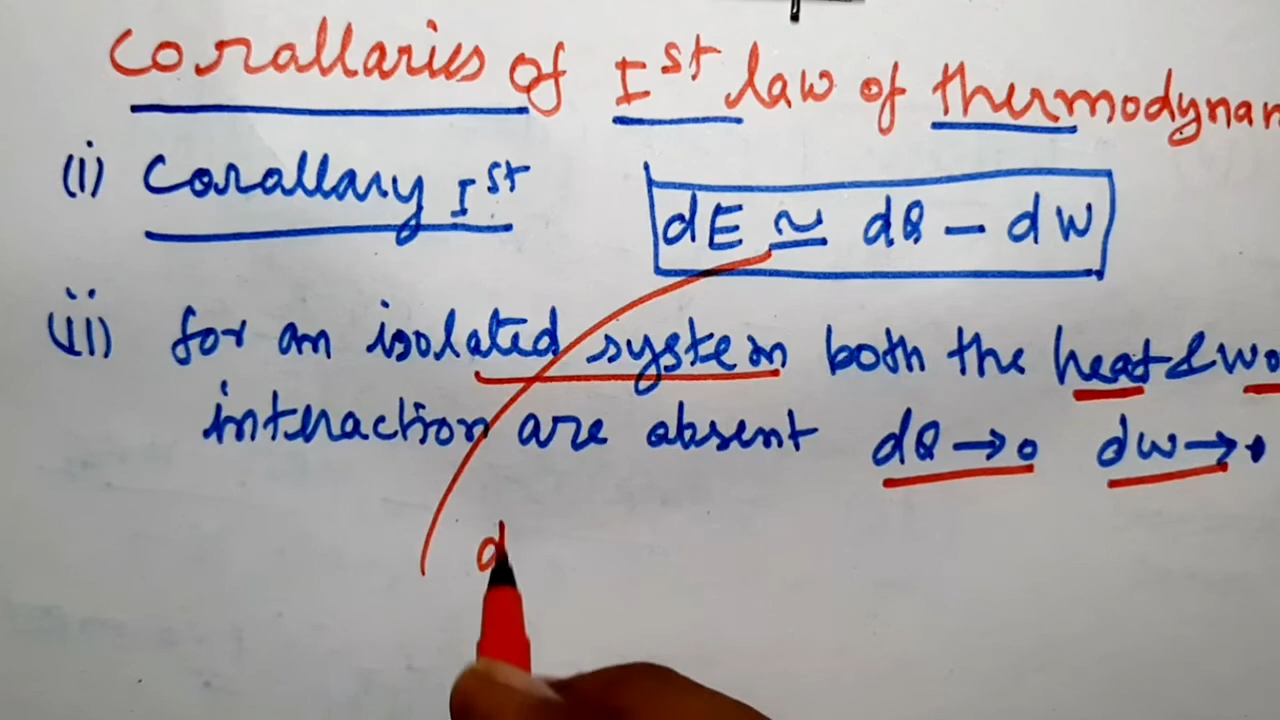 Corallaries of Ist law of thermodynam
(i) Corallary Ist dE ≃ dQ - dW
(ii) for an isolated system both the heat & wo
interaction are absent dQ → 0 dW → 0
d